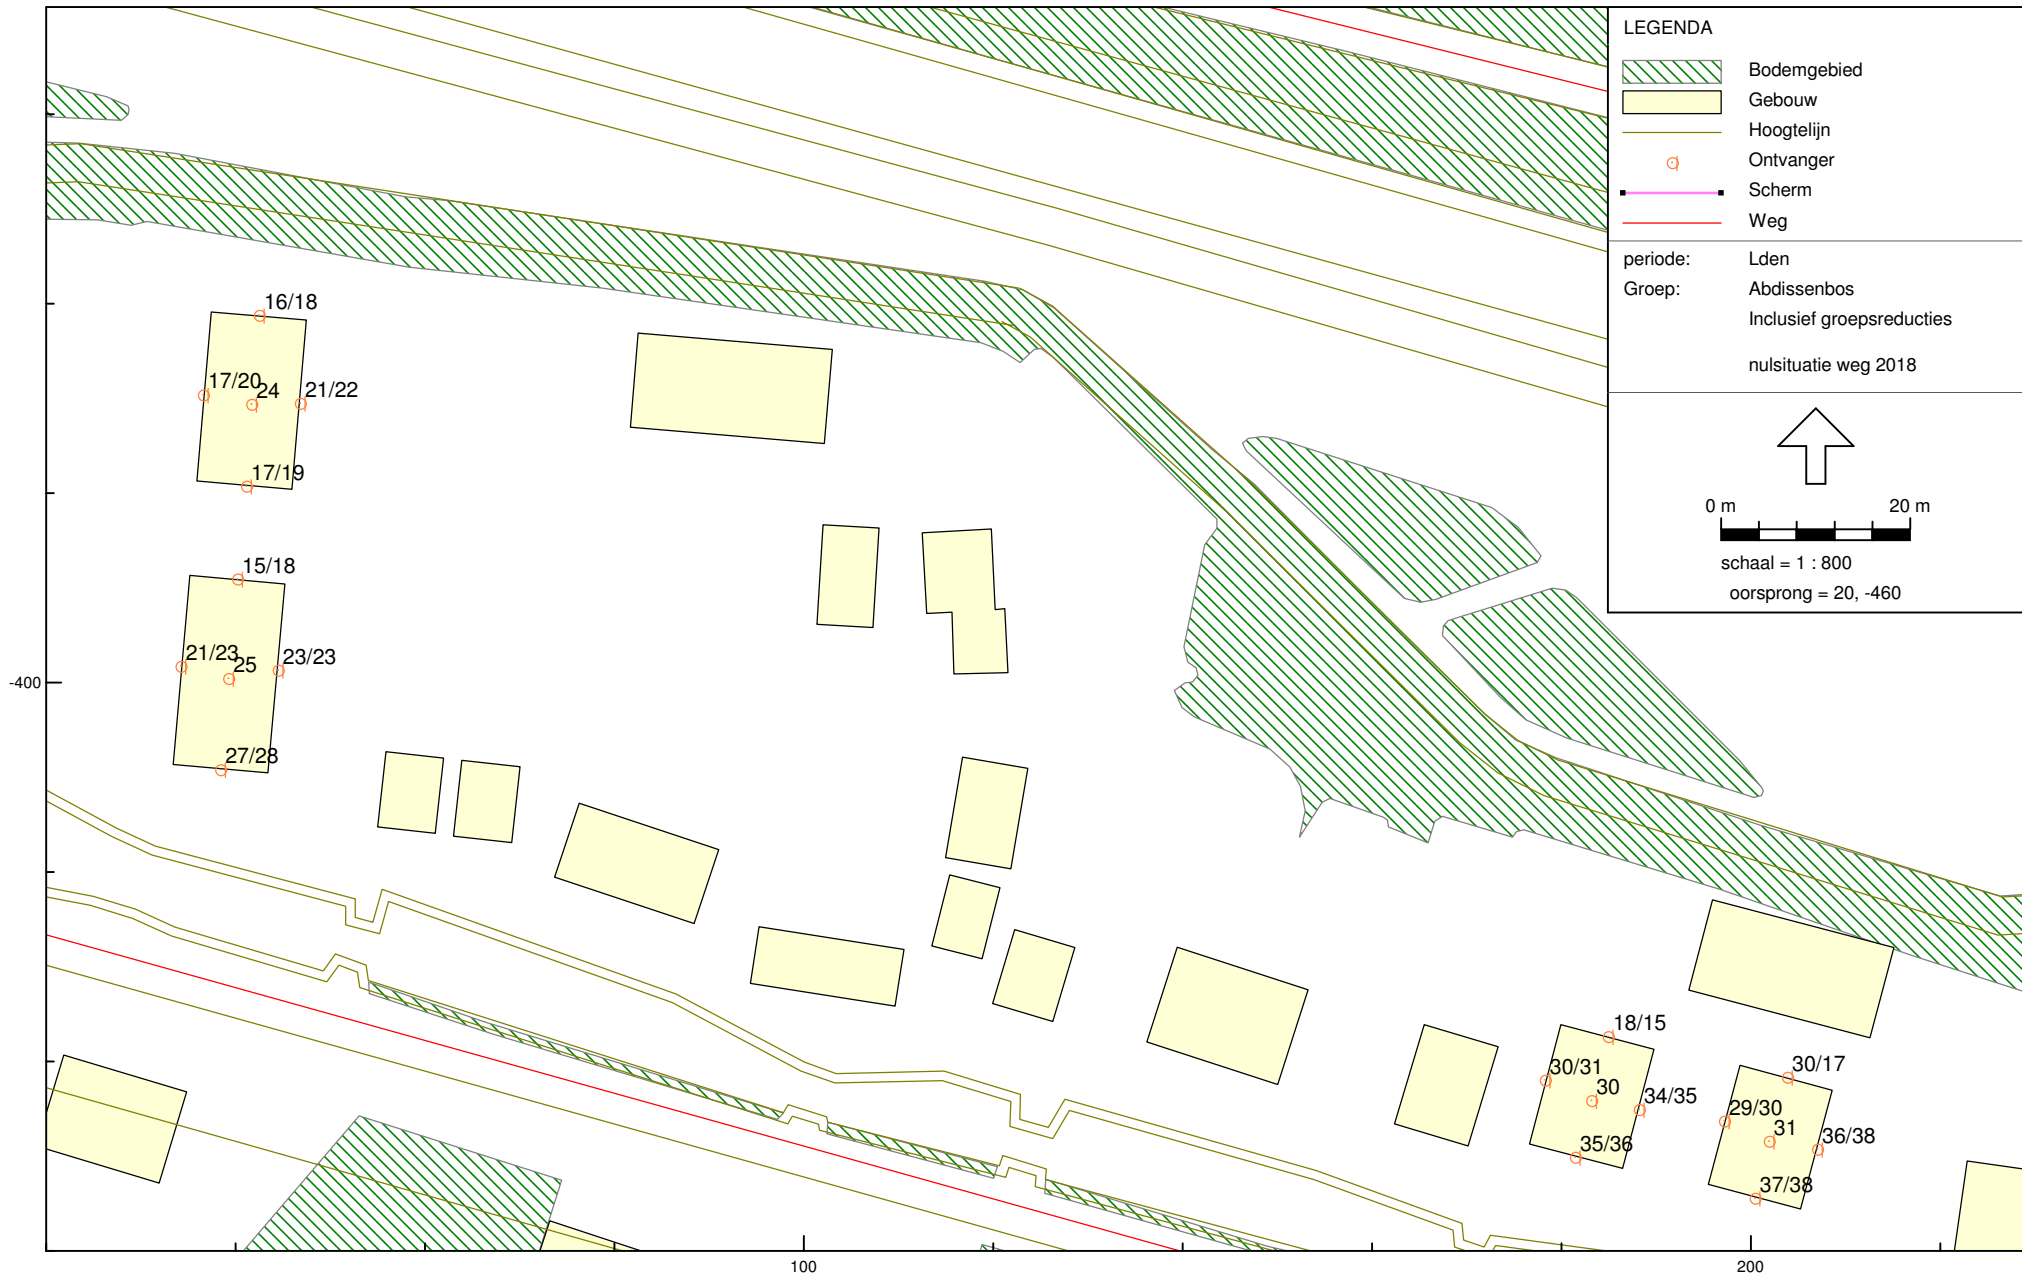 LEGENDA
Bodemgebied
Gebouw
Hoogtelijn
Ontvanger
Scherm
Weg
periode: Lden
Groep: Abdissenbos
Inclusief groepsreducties
nulsituatie weg 2018
0 m 20 m
schaal = 1 : 800
oorsprong = 20, -460
16/18
17/20
24
21/22
17/19
15/18
21/23
25
23/23
27/28
-400
18/15
30/31
30
34/35
35/36
30/17
29/30
31
36/38
37/38
100
200